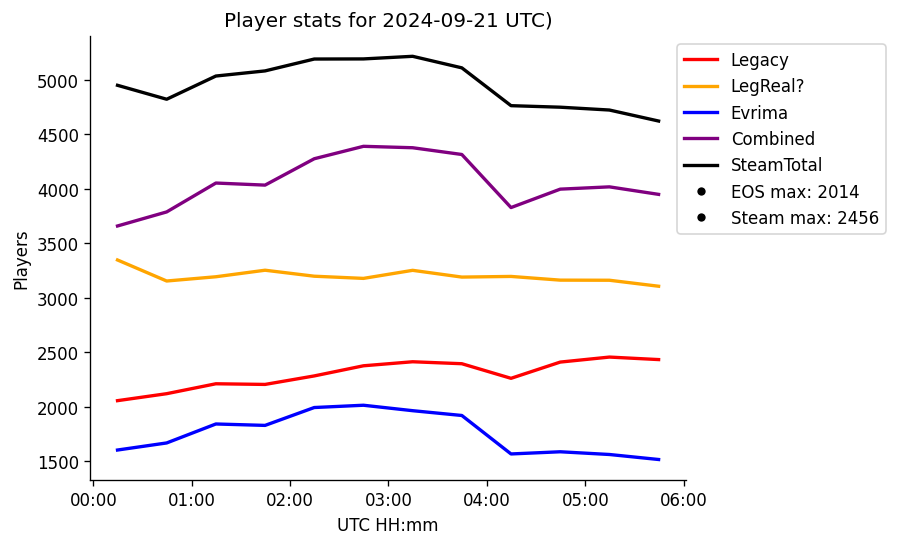 Player stats for 2024-09-21 UTC)
Legacy
LegReal?
Evrima
Combined
SteamTotal
EOS max: 2014
Steam max: 2456
Players
5000
4500
4000
3500
3000
2500
2000
1500
00:00 01:00 02:00 03:00 04:00 05:00 06:00
UTC HH:mm